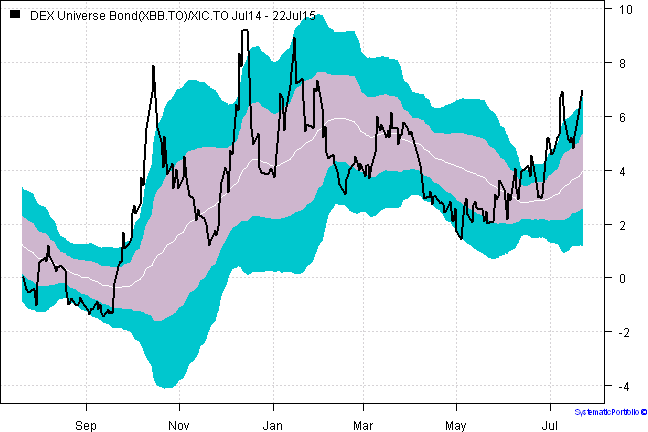 DEX Universe Bond(XBB.TO)/XIC.TO Jul14 - 22Jul15
10
8
6
4
2
0
-2
-4
Sep Nov Jan Mar May Jul
SystematicPortfolio ©